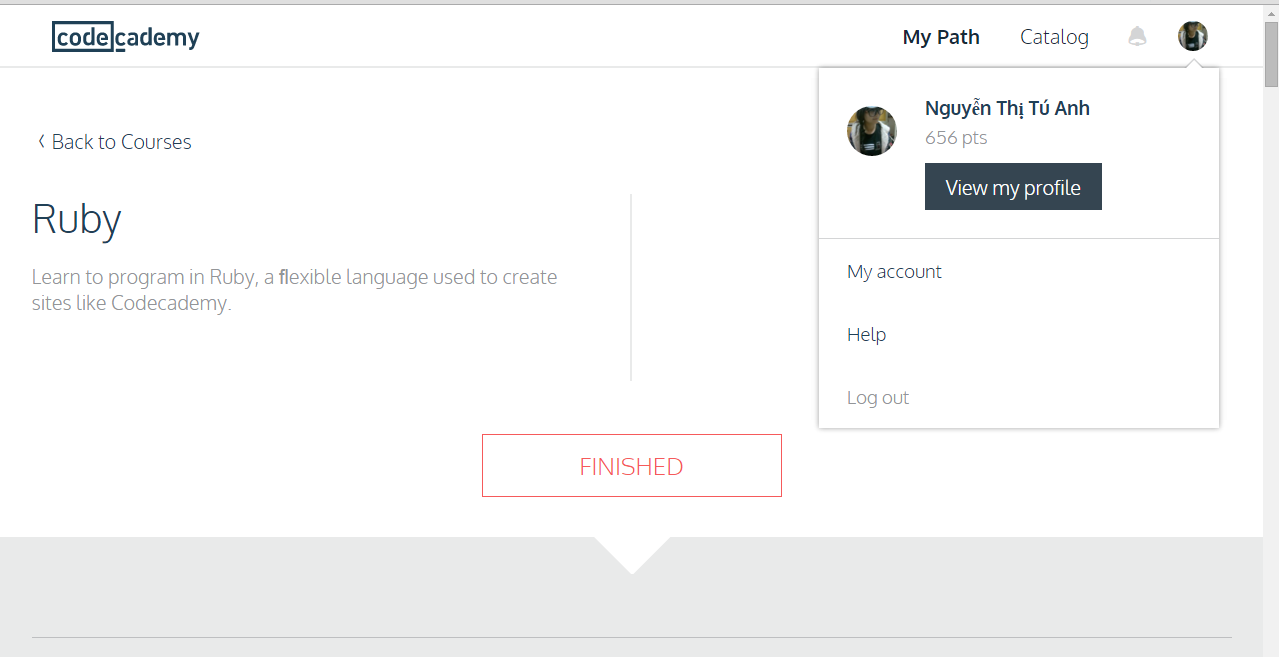 codecademy
My Path
Catalog
Nguyễn Thị Tú Anh
656 pts
View my profile
My account
Help
Log out
Back to Courses
Ruby
Learn to program in Ruby, a flexible language used to create
sites like Codecademy.
FINISHED